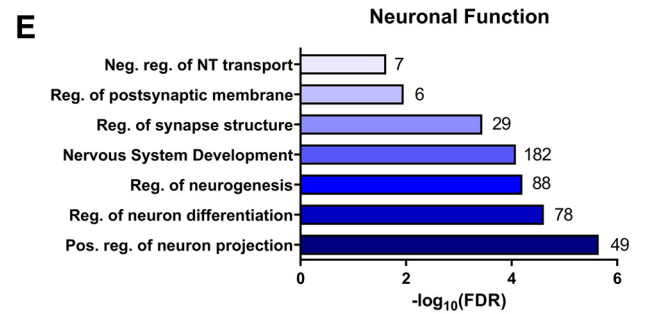 E
Neuronal Function
Neg. reg. of NT transport 7
Reg. of postsynaptic membrane 6
Reg. of synapse structure 29
Nervous System Development 182
Reg. of neurogenesis 88
Reg. of neuron differentiation 78
Pos. reg. of neuron projection 49
0 2 4 6
-log₁₀(FDR)